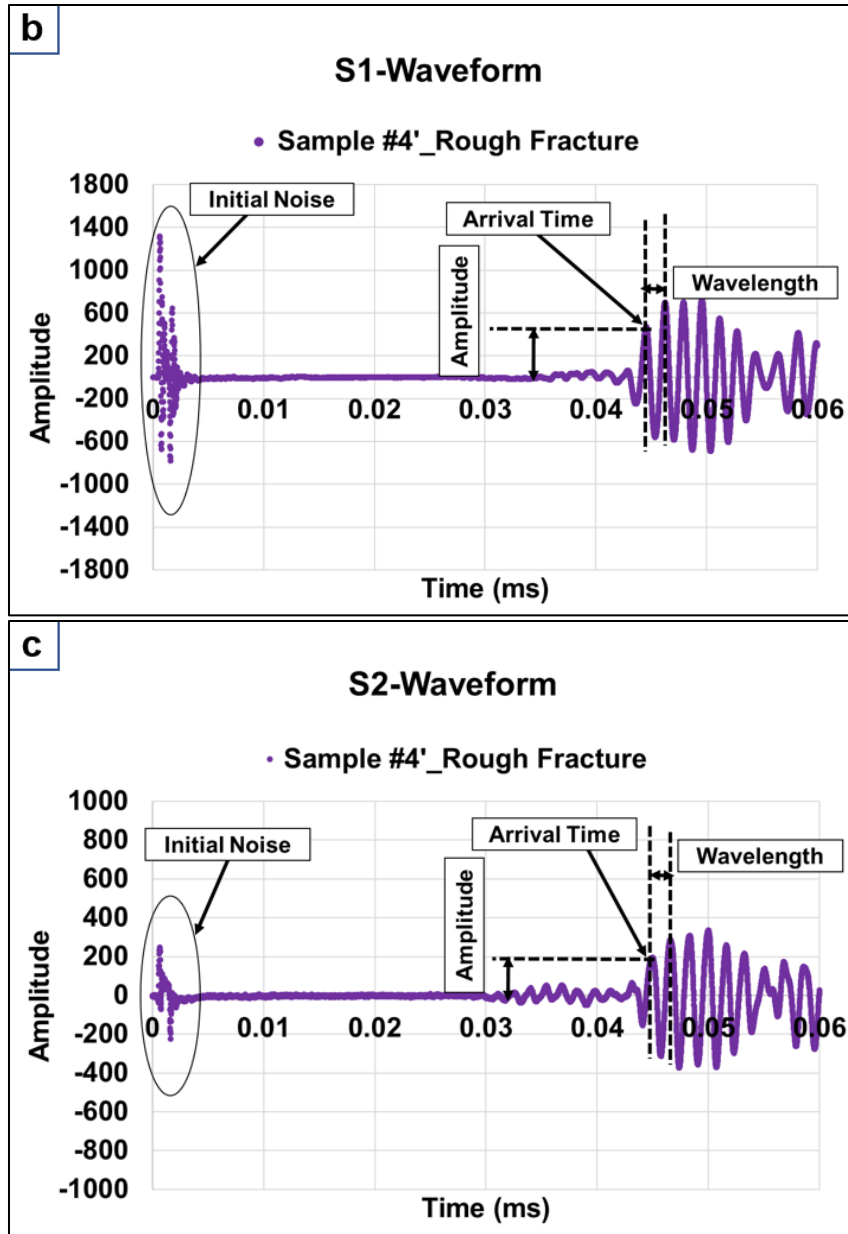 b
S1-Waveform
Sample #4'_Rough Fracture
Initial Noise
Arrival Time
Wavelength
Amplitude
Amplitude
1800
1400
1000
600
200
-200
-600
-1000
-1400
-1800
0 0.01 0.02 0.03 0.04 0.05 0.06
Time (ms)
c
S2-Waveform
Sample #4'_Rough Fracture
Initial Noise
Arrival Time
Wavelength
Amplitude
Amplitude
1000
800
600
400
200
0
-200
-400
-600
-800
-1000
0 0.01 0.02 0.03 0.04 0.05 0.06
Time (ms)